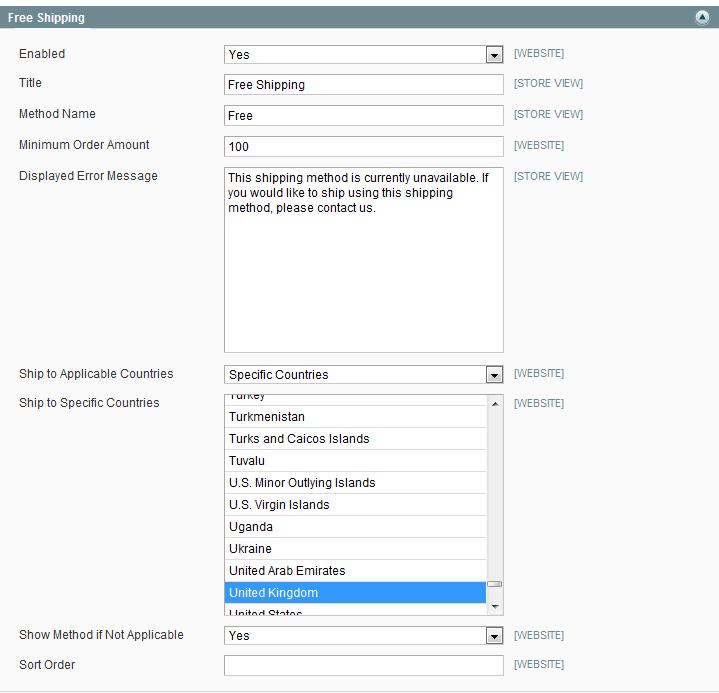 Free Shipping
Enabled Yes [WEBSITE]
Title Free Shipping [STORE VIEW]
Method Name Free [STORE VIEW]
Minimum Order Amount 100 [WEBSITE]
Displayed Error Message This shipping method is currently unavailable. If [STORE VIEW]
you would like to ship using this shipping
method, please contact us.
Ship to Applicable Countries Specific Countries [WEBSITE]
Ship to Specific Countries Turkey [WEBSITE]
Turkmenistan
Turks and Caicos Islands
Tuvalu
U.S. Minor Outlying Islands
U.S. Virgin Islands
Uganda
Ukraine
United Arab Emirates
United Kingdom
United States
Show Method if Not Applicable Yes [WEBSITE]
Sort Order [WEBSITE]